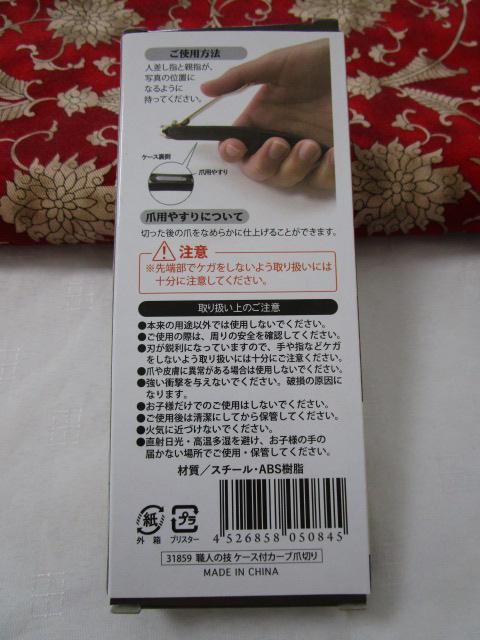 ご使用方法
人差し指と親指が、
写真の位置に
なるように
持ってください。
ケース裏側
爪用やすり
爪用やすりについて
切った後の爪をなめらかに仕上げることができます。
注意
※先端部でケガをしないよう取り扱いには
十分に注意してください。
取り扱い上のご注意
●本来の用途以外では使用しないでください。
●ご使用の際は、周りの安全を確認してください。
●刃が鋭利になっていますので、手や指などケガ
をしないよう取り扱いには十分にご注意ください。
●爪や皮膚に異常がある場合は使用しないでください。
●強い衝撃を与えないでください。破損の原因に
なります。
●お子様だけでのご使用はしないでください。
●ご使用後は清潔にしてから保管してください。
●火気に近づけないでください。
●直射日光・高温多湿を避け、お子様の手の
届かない場所でご使用・保管してください。
材質/スチール・ABS樹脂
紙
外箱
プラ
ブリスター
4 526858 050845
31859 職人の技 ケース付カーブ爪切り
MADE IN CHINA